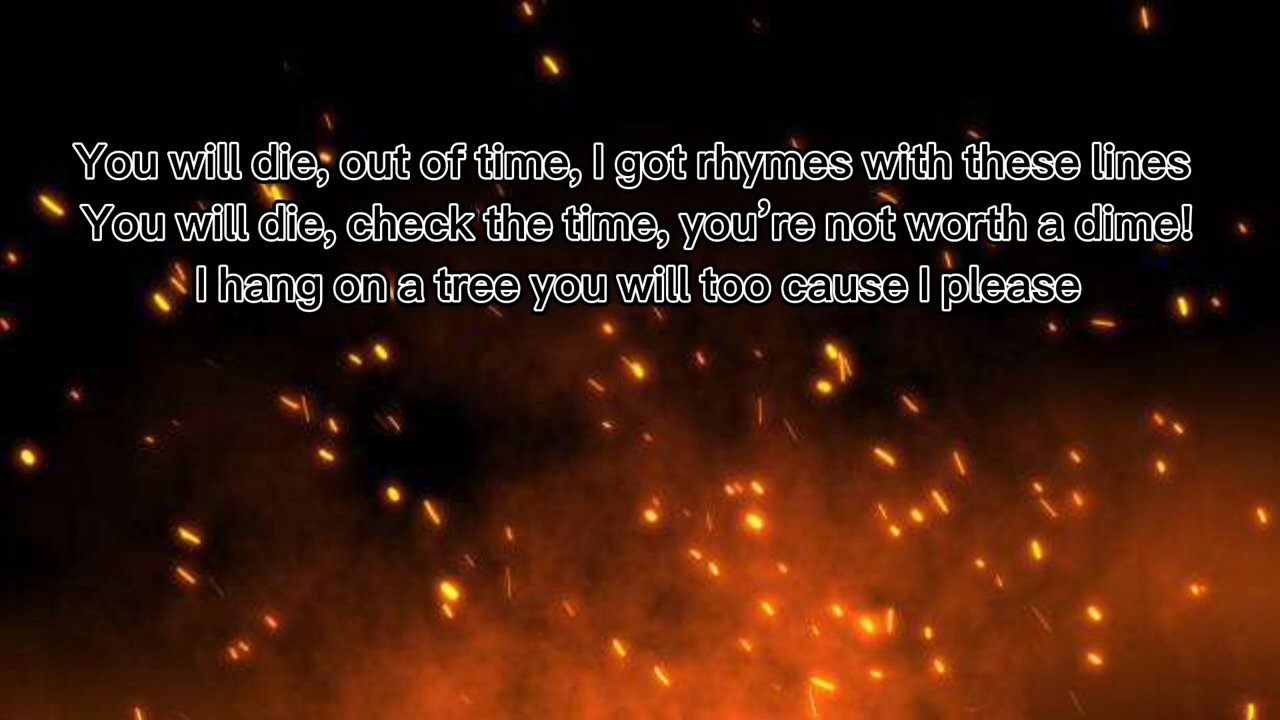 You will die, out of time, I got rhymes with these lines
You will die, check the time, you’re not worth a dime!
I hang on a tree you will too cause I please